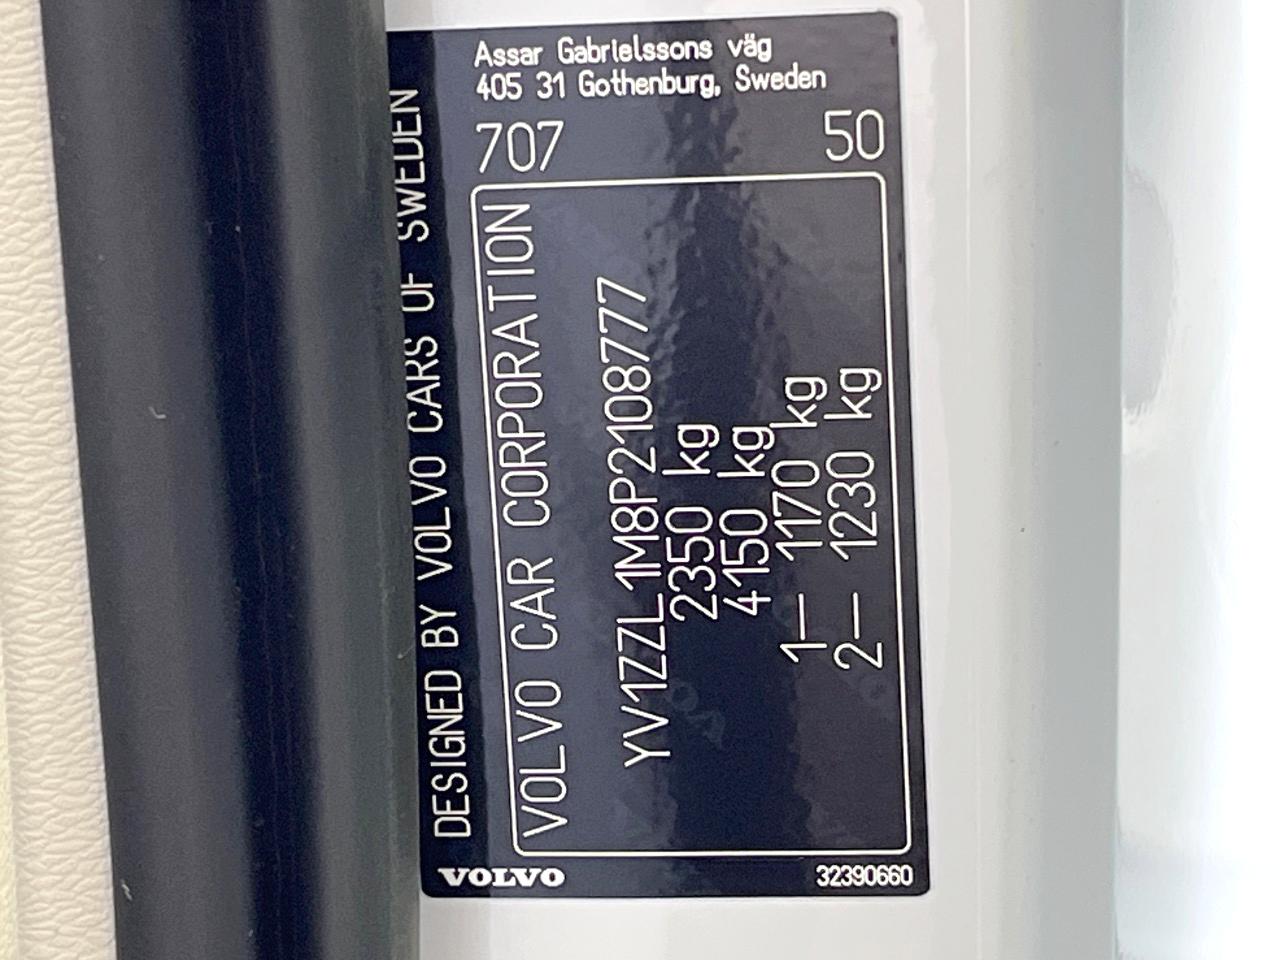 Assar Gabrielssons väg
405 31 Gothenburg, Sweden
707
50
DESIGNED BY VOLVO CARS OF SWEDEN
VOLVO CAR CORPORATION
YV1ZZL1M8P2108777
2350 kg
4150 kg
1– 1170 kg
2– 1230 kg
VOLVO
32390660